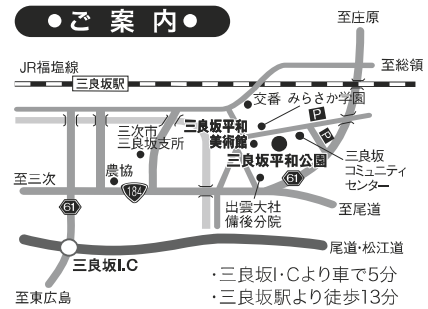 ●ご案内●
至庄原
JR福塩線
至総領
三良坂駅
交番
みらさか学園
P
三次市
三良坂支所
三良坂平和
美術館
P
三良坂平和公園
三良坂
コミュニティ
センター
農協
至三次
184
61
61
出雲大社
備後分院
至尾道
三良坂I.C
尾道・松江道
・三良坂I・Cより車で5分
・三良坂駅より徒歩13分
至東広島